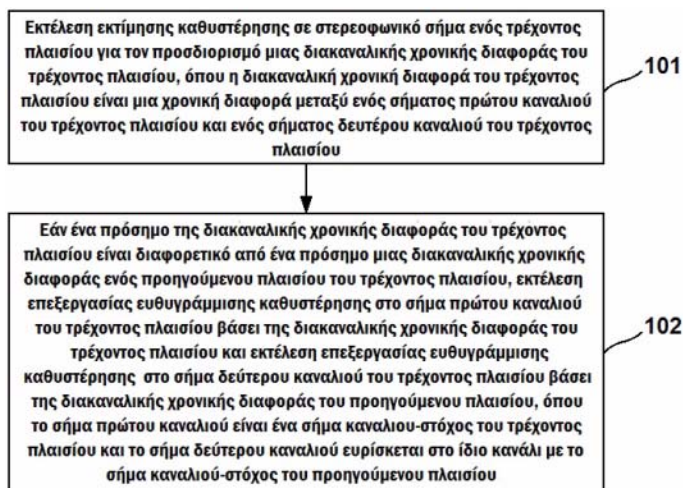 Εκτέλεση εκτίμησης καθυστέρησης σε στερεοφωνικό σήμα ενός τρέχοντος
πλαισίου για τον προσδιορισμό μιας διακαναλικής χρονικής διαφοράς του
τρέχοντος πλαισίου, όπου η διακαναλική χρονική διαφορά του τρέχοντος
πλαισίου είναι μια χρονική διαφορά μεταξύ ενός σήματος πρώτου καναλιού
του τρέχοντος πλαισίου και ενός σήματος δευτέρου καναλιού του τρέχοντος
πλαισίου
101
Εάν ένα πρόσημο της διακαναλικής χρονικής διαφοράς του τρέχοντος
πλαισίου είναι διαφορετικό από ένα πρόσημο μιας διακαναλικής χρονικής
διαφοράς ενός προηγούμενου πλαισίου του τρέχοντος πλαισίου, εκτέλεση
επεξεργασίας ευθυγράμμισης καθυστέρησης στο σήμα πρώτου καναλιού
του τρέχοντος πλαισίου βάσει της διακαναλικής χρονικής διαφοράς του
τρέχοντος πλαισίου και εκτέλεση επεξεργασίας ευθυγράμμισης
καθυστέρησης στο σήμα δεύτερου καναλιού του τρέχοντος πλαισίου βάσει
της διακαναλικής χρονικής διαφοράς του προηγούμενου πλαισίου, όπου
το σήμα πρώτου καναλιού είναι ένα σήμα καναλιου-στόχος του τρέχοντος
πλαισίου και το σήμα δεύτερου καναλιού ευρίσκεται στο ίδιο κανάλι με το
σήμα καναλιού-στόχος του προηγούμενου πλαισίου
102